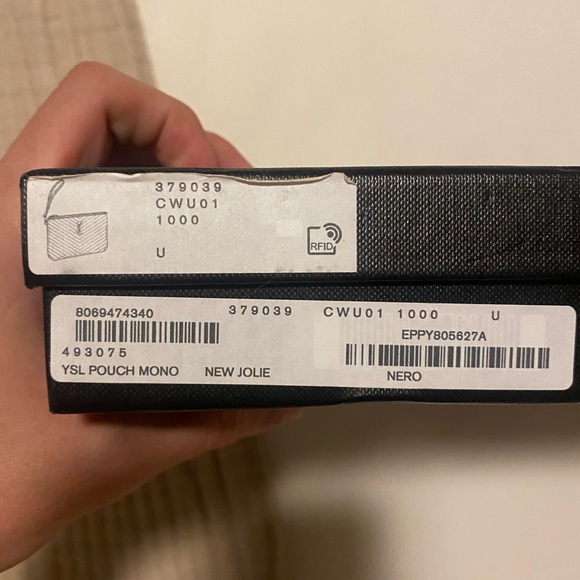 379039
CWU01
1000
U
RFID
8069474340 379039 CWU01 1000 U
EPPY805627A
493075
YSL POUCH MONO NEW JOLIE NERO